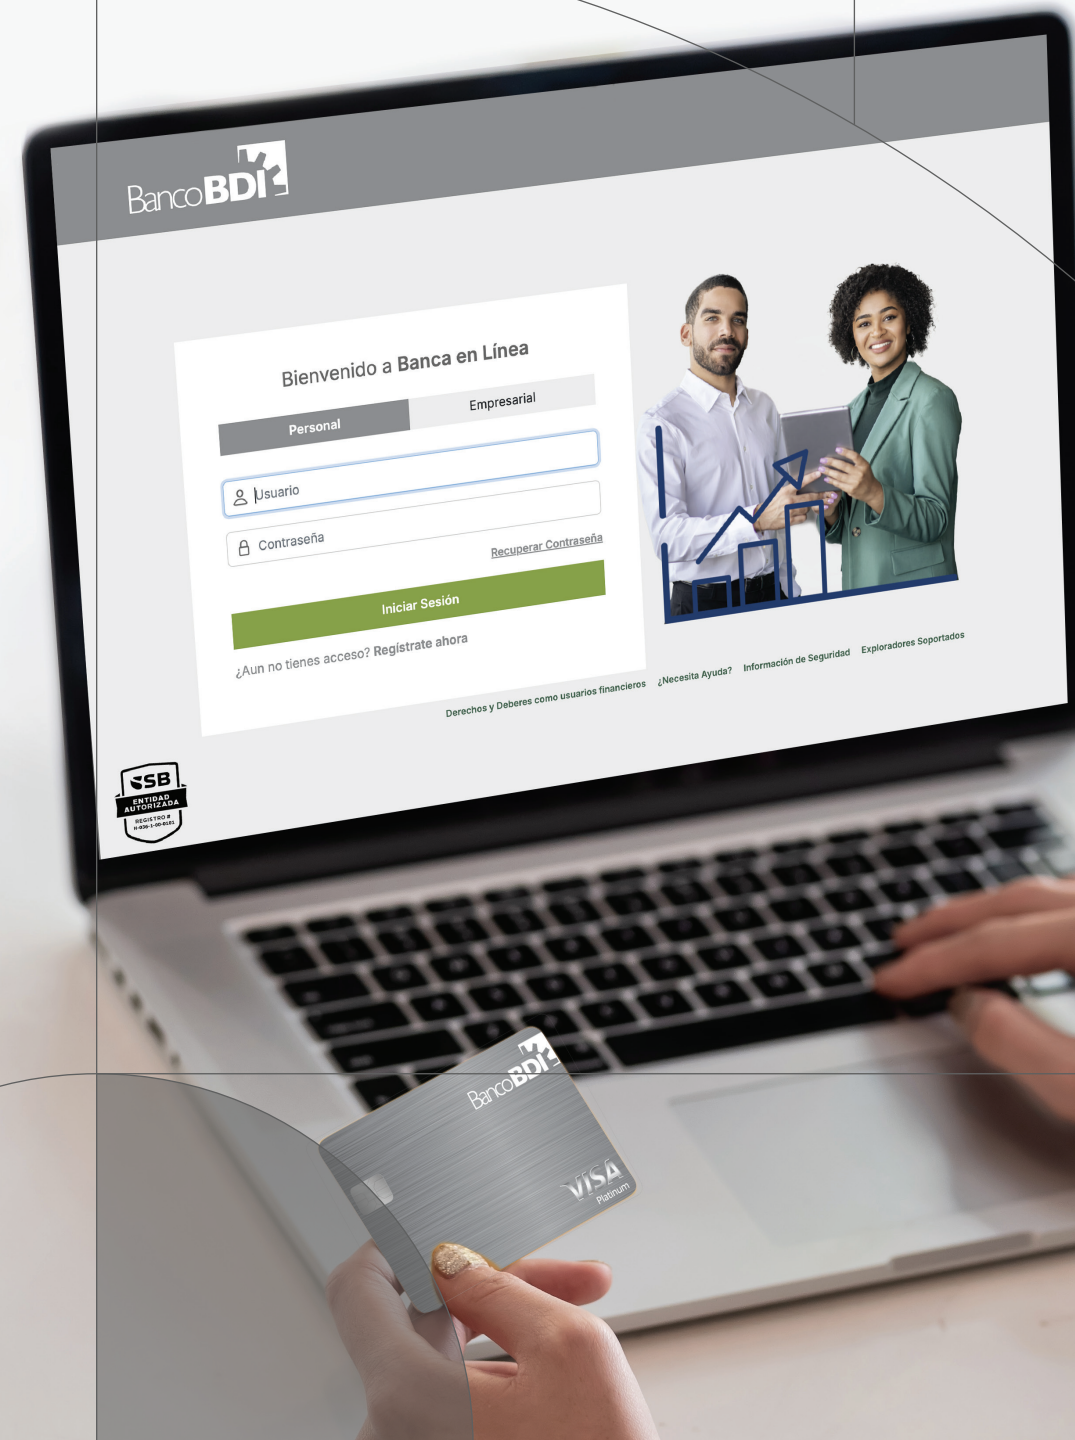 BancoBDI
Bienvenido a Banca en Línea
Personal
Empresarial
Usuario
Contraseña
Recuperar Contraseña
Iniciar Sesión
¿Aun no tienes acceso? Regístrate ahora
Derechos y Deberes como usuarios financieros ¿Necesita Ayuda? Información de Seguridad Exploradores Soportados
SB
ENTIDAD
AUTORIZADA
REGISTRO #
BancoBDI
VISA
Platinum